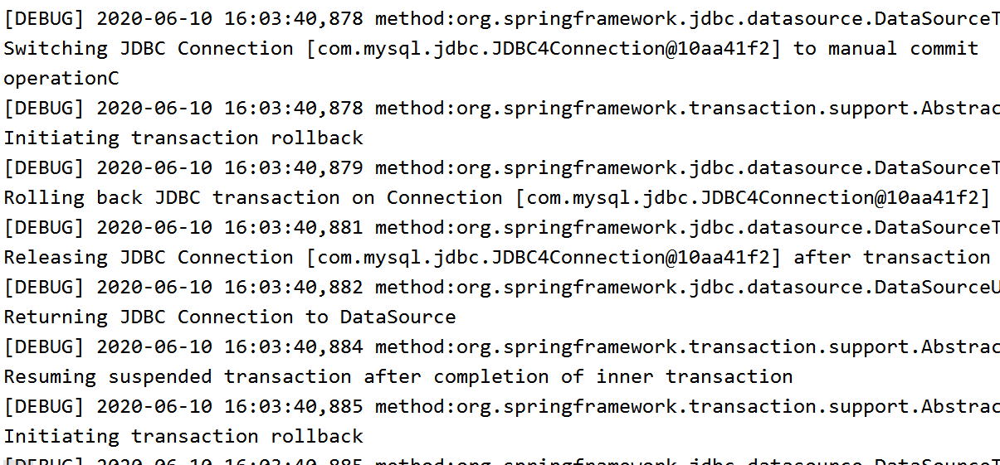 [DEBUG] 2020-06-10 16:03:40,878 method:org.springframework.jdbc.datasource.DataSourceT
Switching JDBC Connection [com.mysql.jdbc.JDBC4Connection@10aa41f2] to manual commit
operationC
[DEBUG] 2020-06-10 16:03:40,878 method:org.springframework.transaction.support.Abstrac
Initiating transaction rollback
[DEBUG] 2020-06-10 16:03:40,879 method:org.springframework.jdbc.datasource.DataSourceT
Rolling back JDBC transaction on Connection [com.mysql.jdbc.JDBC4Connection@10aa41f2]
[DEBUG] 2020-06-10 16:03:40,881 method:org.springframework.jdbc.datasource.DataSourceT
Releasing JDBC Connection [com.mysql.jdbc.JDBC4Connection@10aa41f2] after transaction
[DEBUG] 2020-06-10 16:03:40,882 method:org.springframework.jdbc.datasource.DataSourceU
Returning JDBC Connection to DataSource
[DEBUG] 2020-06-10 16:03:40,884 method:org.springframework.transaction.support.Abstrac
Resuming suspended transaction after completion of inner transaction
[DEBUG] 2020-06-10 16:03:40,885 method:org.springframework.transaction.support.Abstrac
Initiating transaction rollback
[DEBUG] 2020-06-10 16:03:40,885 method:org.springframework.jdbc.datasource.DataSourceT